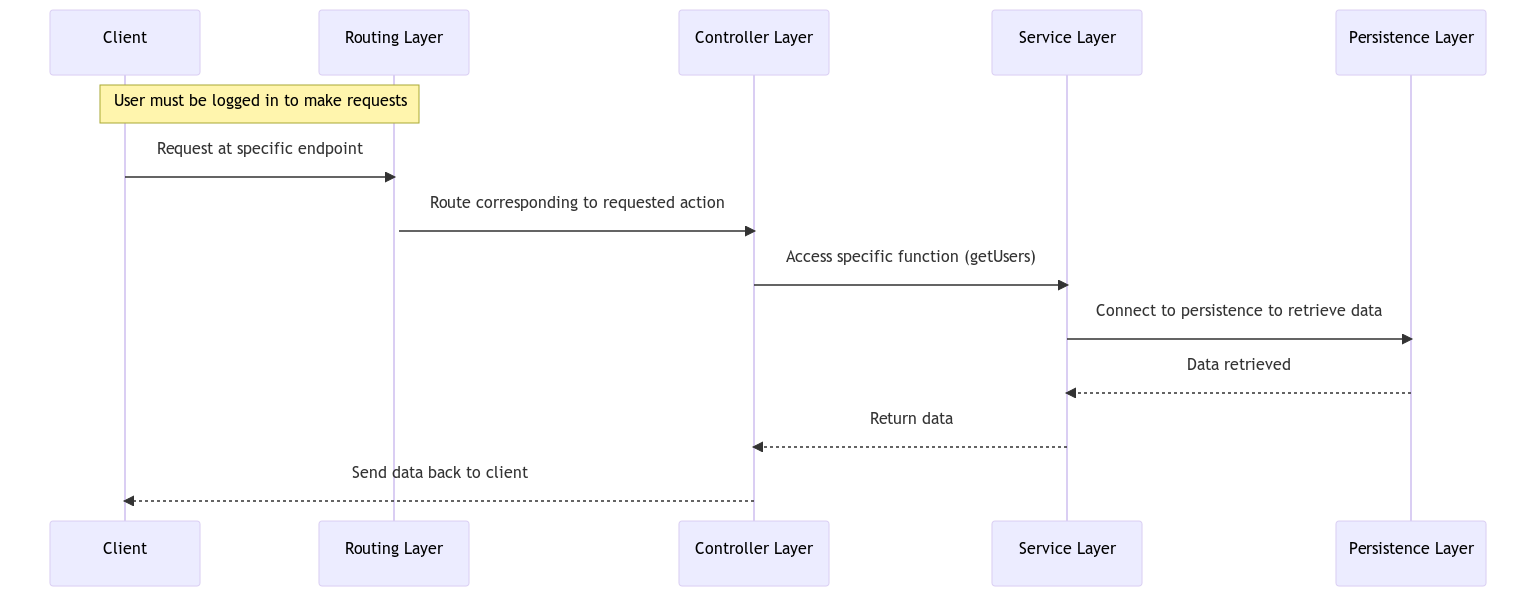 Client
Routing Layer
Controller Layer
Service Layer
Persistence Layer
User must be logged in to make requests
Request at specific endpoint
Route corresponding to requested action
Access specific function (getUsers)
Connect to persistence to retrieve data
Data retrieved
Return data
Send data back to client
Client
Routing Layer
Controller Layer
Service Layer
Persistence Layer